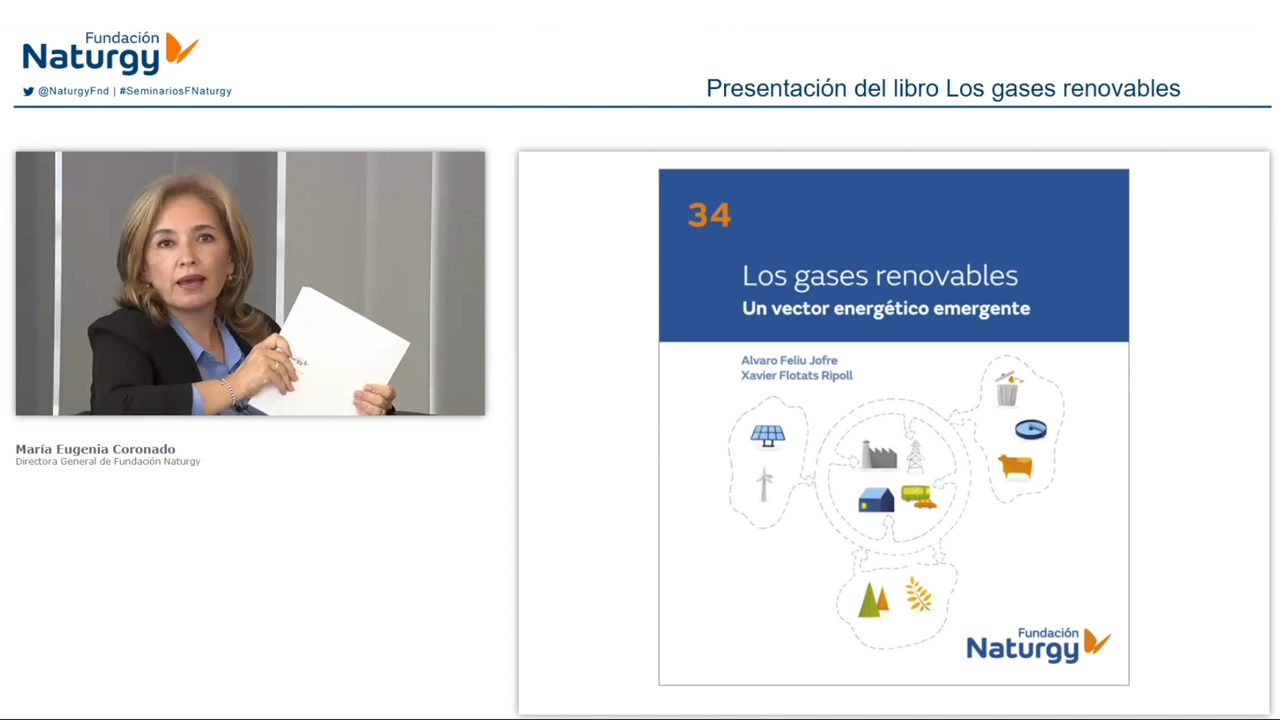 Fundación
Naturgy
@NaturgyFnd | #SeminariosFNaturgy
Presentación del libro Los gases renovables
María Eugenia Coronado
Directora General de Fundación Naturgy
34
Los gases renovables
Un vector energético emergente
Alvaro Feliu Jofre
Xavier Flotats Ripoll
Fundación
Naturgy